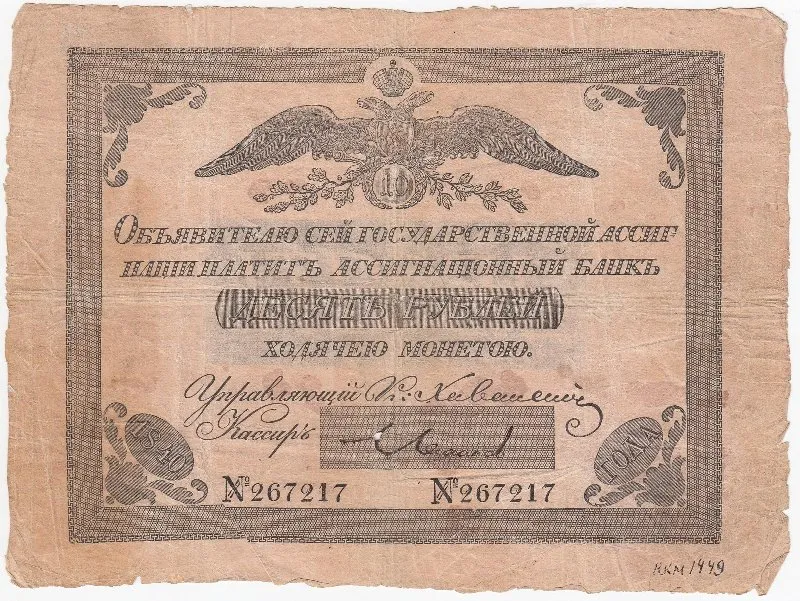 10
Объявителю сей государственной ассиг
нации платитъ ассигнационный банкъ
ДЕСЯТЬ РУБЛЕЙ
ходячею монетою.
Управляющій
Кассиръ
1840 ГОДА
№267217 №267217
ККМ 1449